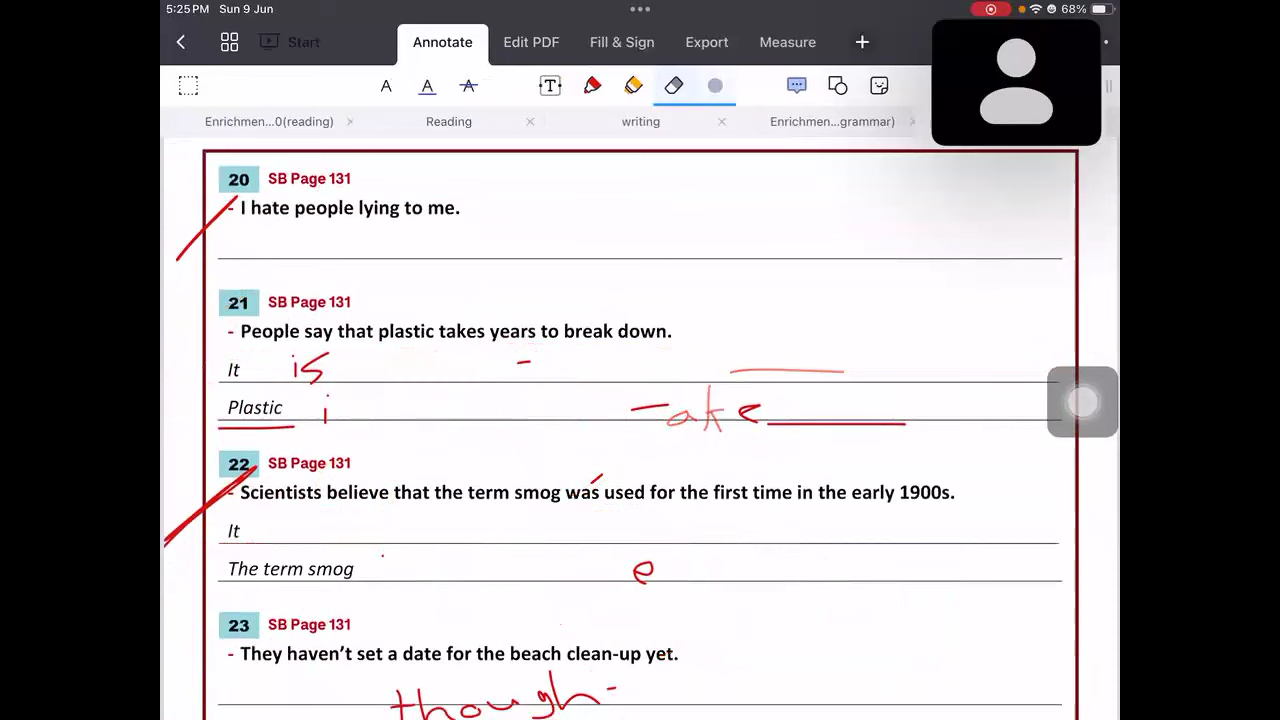 5:25 PM Sun 9 Jun 68%
Start Annotate Edit PDF Fill & Sign Export Measure
A A A T
Enrichmen...0(reading) × Reading × writing × Enrichmen...grammar) ×
20 SB Page 131
- I hate people lying to me.
21 SB Page 131
- People say that plastic takes years to break down.
It is
Plastic i ake
22 SB Page 131
- Scientists believe that the term smog was used for the first time in the early 1900s.
It
The term smog e
23 SB Page 131
- They haven't set a date for the beach clean-up yet.
though